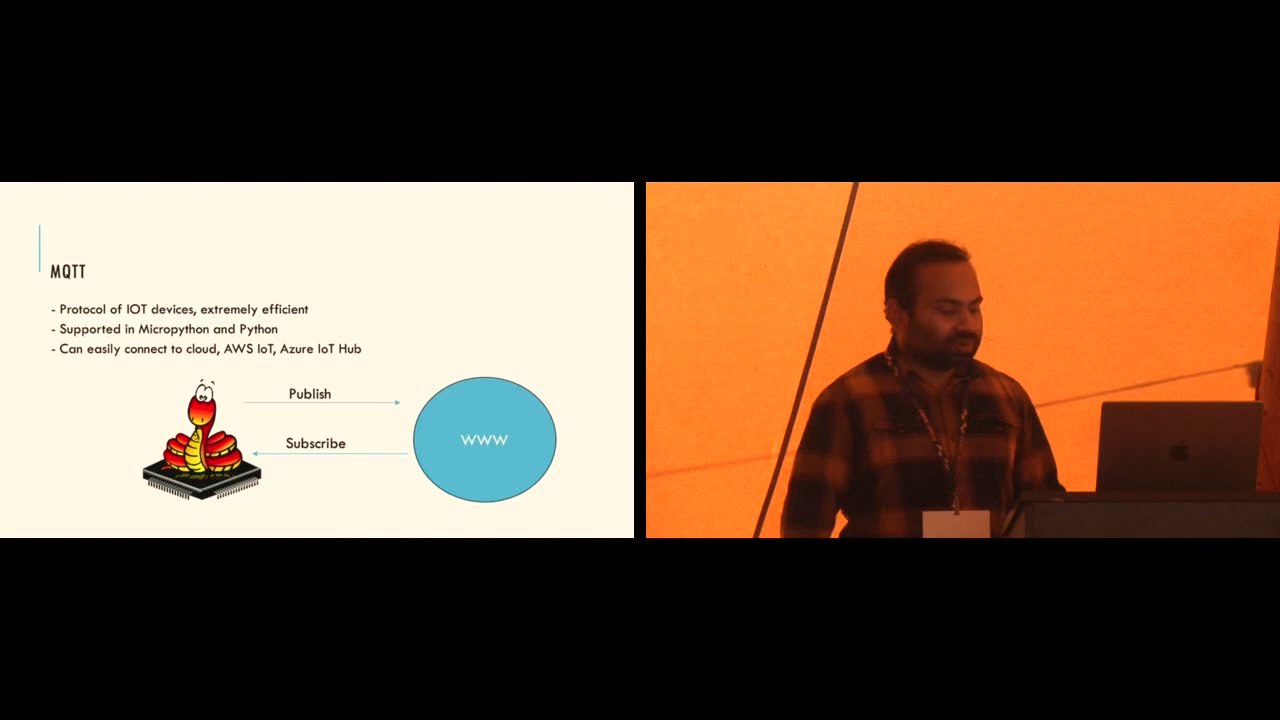 MQTT
- Protocol of IOT devices, extremely efficient
- Supported in Micropython and Python
- Can easily connect to cloud, AWS IoT, Azure IoT Hub
Publish
Subscribe
WWW